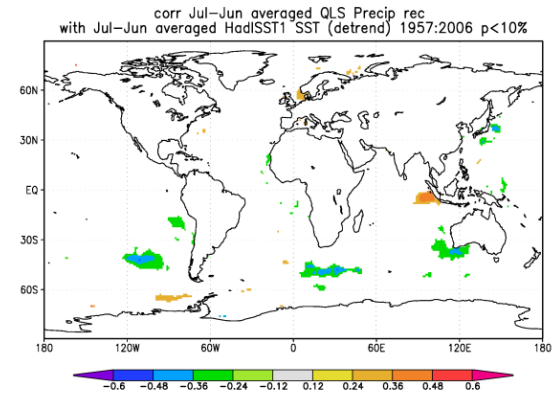 corr Jul-Jun averaged QLS Precip rec
with Jul-Jun averaged HadISST1 SST (detrend) 1957:2006 p<10%
60N
30N
EQ
30S
60S
180 120W 60W 0 60E 120E 180
-0.6 -0.48 -0.36 -0.24 -0.12 0.12 0.24 0.36 0.48 0.6